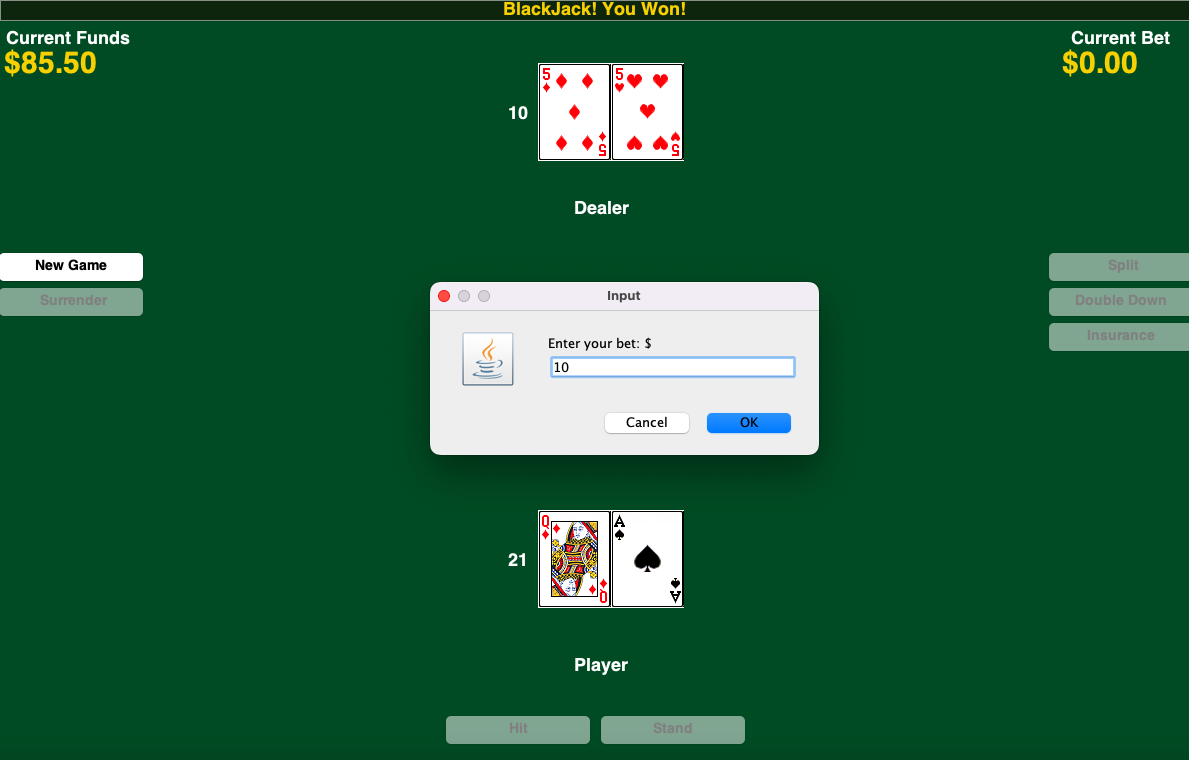 BlackJack! You Won!
Current Funds
$85.50
Current Bet
$0.00
5
5
5
5
10
Dealer
New Game
Surrender
Split
Double Down
Insurance
Input
Enter your bet: $
10
Cancel
OK
Q
A
21
Q
A
Player
Hit
Stand